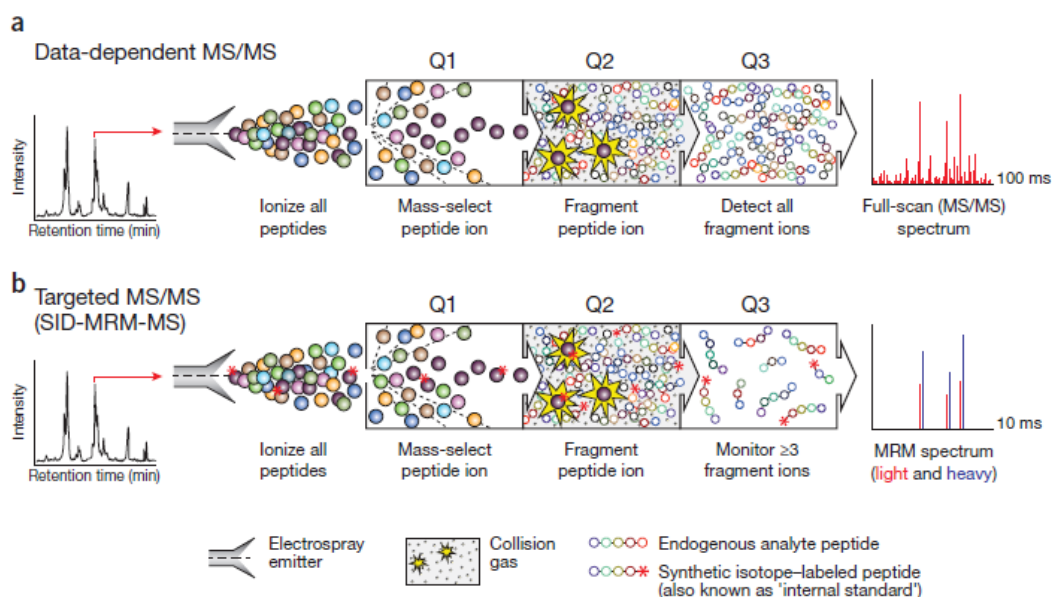 a
Data-dependent MS/MS
Q1
Q2
Q3
Intensity
Retention time (min)
Ionize all
peptides
Mass-select
peptide ion
Fragment
peptide ion
Detect all
fragment ions
100 ms
Full-scan (MS/MS)
spectrum
b
Targeted MS/MS
(SID-MRM-MS)
Q1
Q2
Q3
Intensity
Retention time (min)
Ionize all
peptides
Mass-select
peptide ion
Fragment
peptide ion
Monitor ≥3
fragment ions
10 ms
MRM spectrum
(light and heavy)
Electrospray
emitter
Collision
gas
Endogenous analyte peptide
Synthetic isotope–labeled peptide
(also known as 'internal standard')